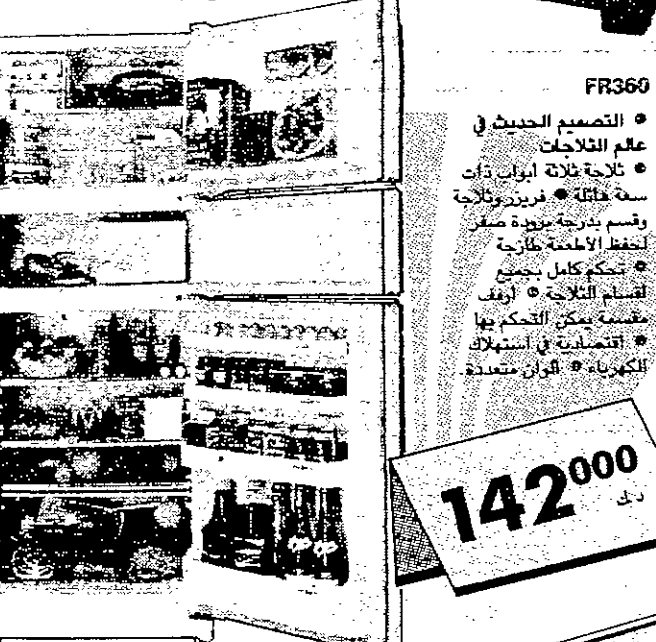 FR360
• التصميم الحديث في
عالم الثلاجات
• ثلاجة ثلاثة ابواب ذات
سعة هائلة • فريزر وثلاجة
وقسم بدرجة برودة صفر
لحفظ الأطعمة طازجة
• تحكم كامل بجميع
اقسام الثلاجة • ارفف
مقسمة يمكن التحكم بها
• اقتصادية في استهلاك
الكهرباء • الوان متعددة.
142000
د.ك